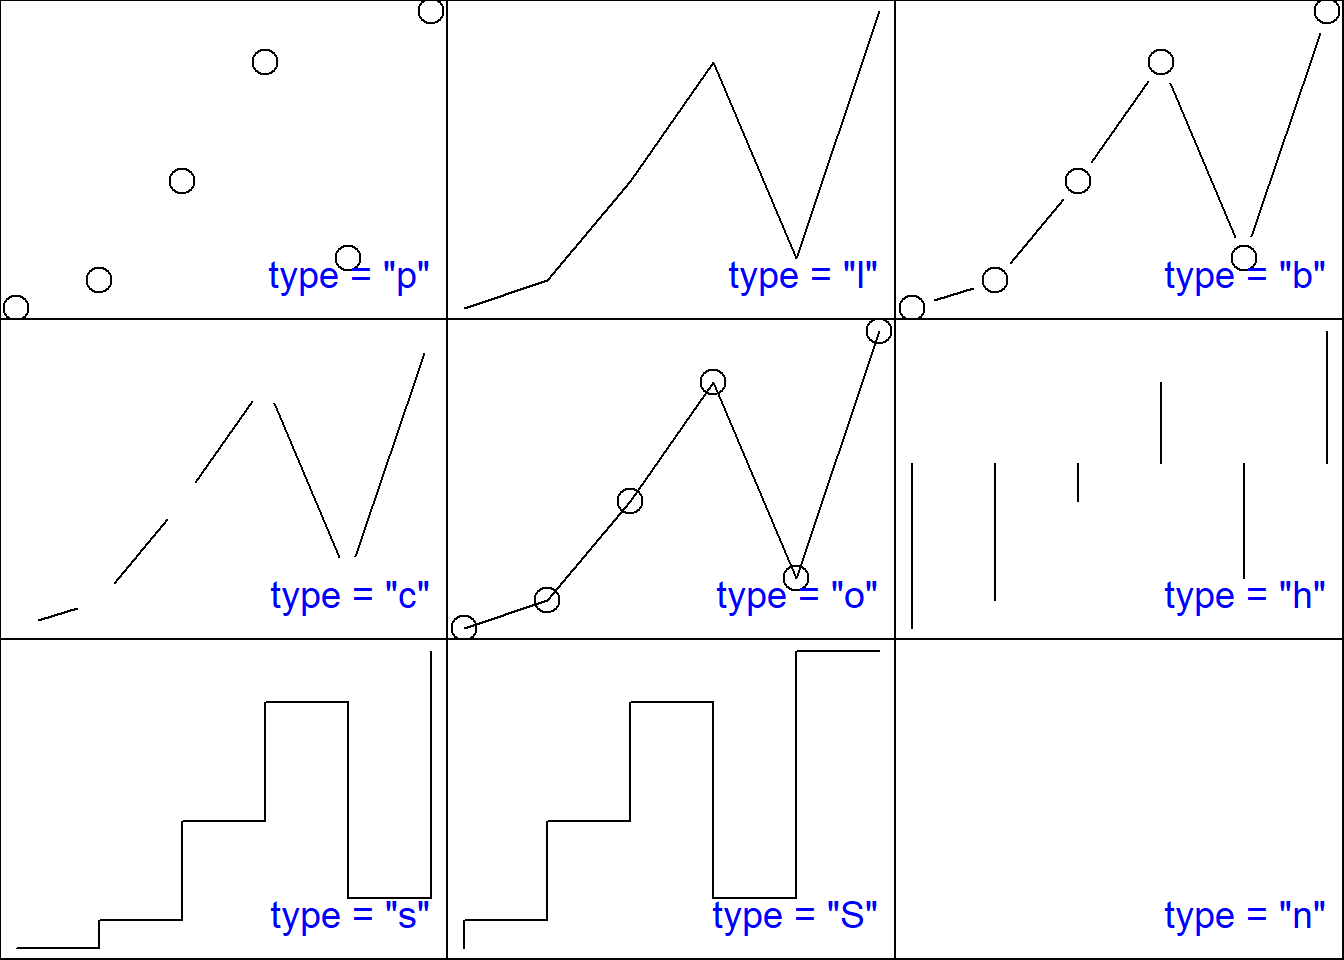 type = "p"
type = "l"
type = "b"
type = "c"
type = "o"
type = "h"
type = "s"
type = "S"
type = "n"